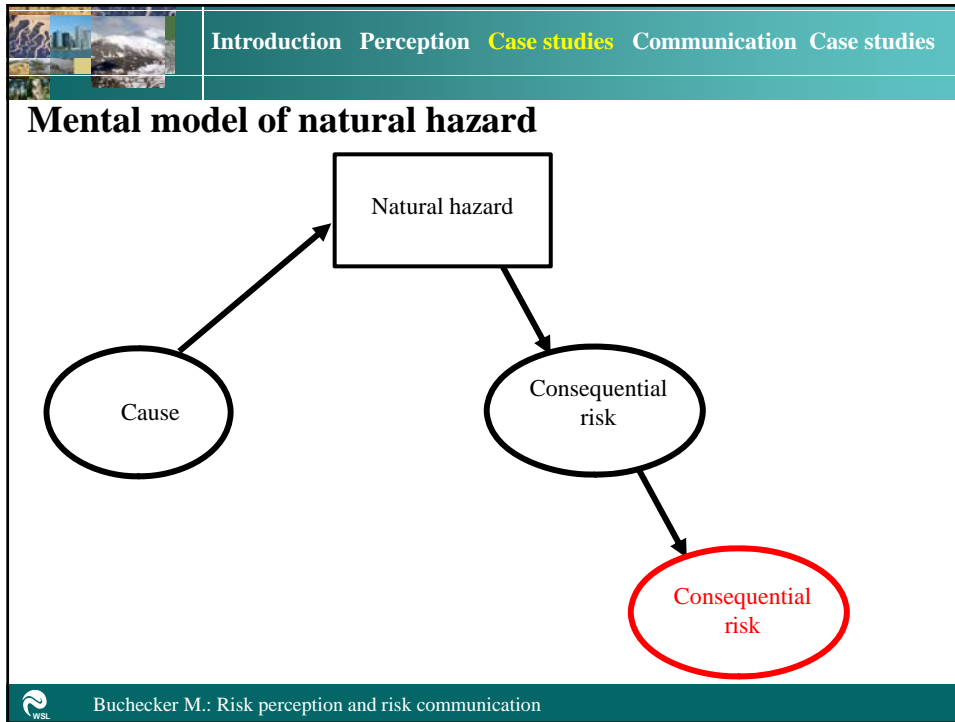 Introduction Perception Case studies Communication Case studies
Mental model of natural hazard
Natural hazard
Cause
Consequential
risk
Consequential
risk
WSL
Buchecker M.: Risk perception and risk communication